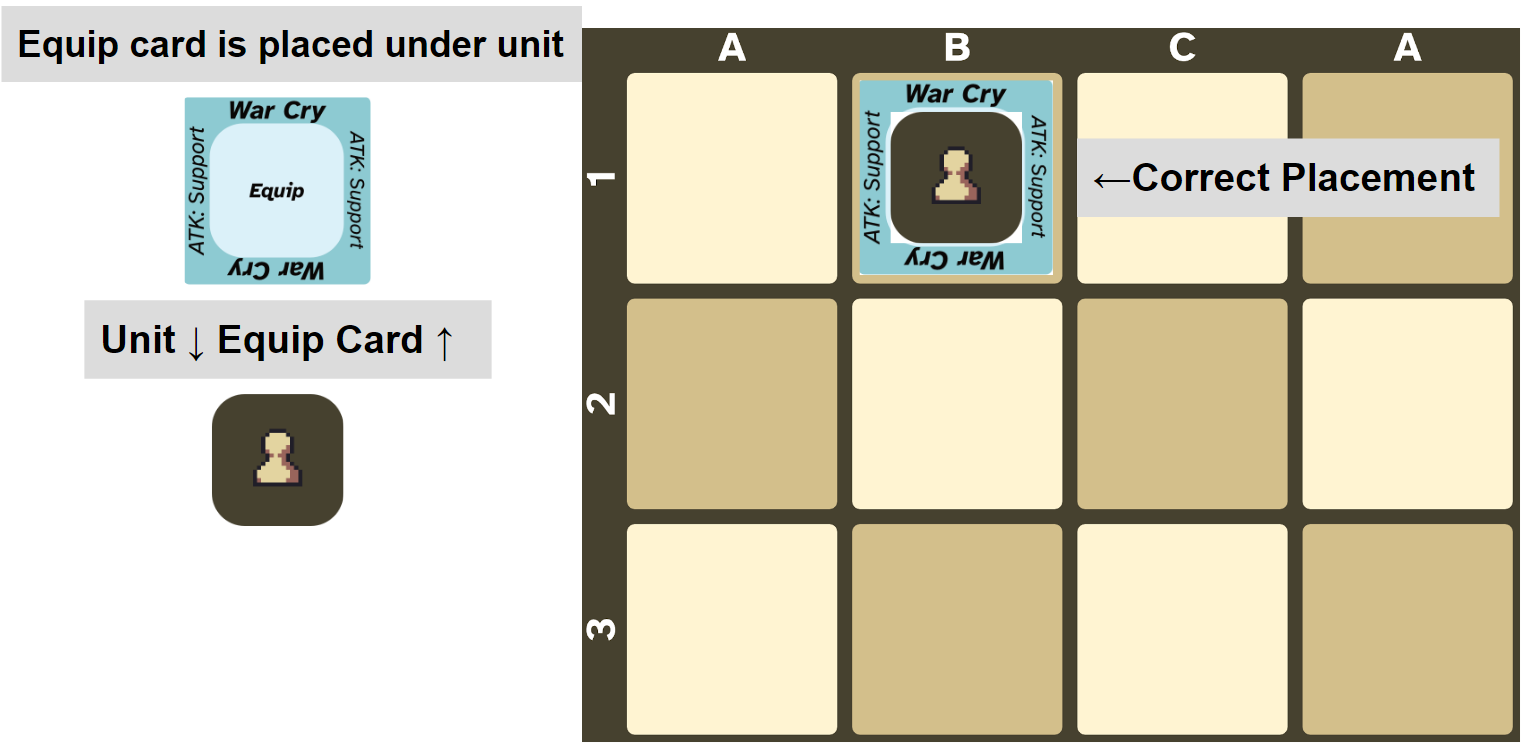 Equip card is placed under unit
War Cry
ATK: Support
Equip
ATK: Support
War Cry
Unit ↓ Equip Card ↑
A
B
C
A
1
War Cry
ATK: Support
ATK: Support
War Cry
←Correct Placement
2
3